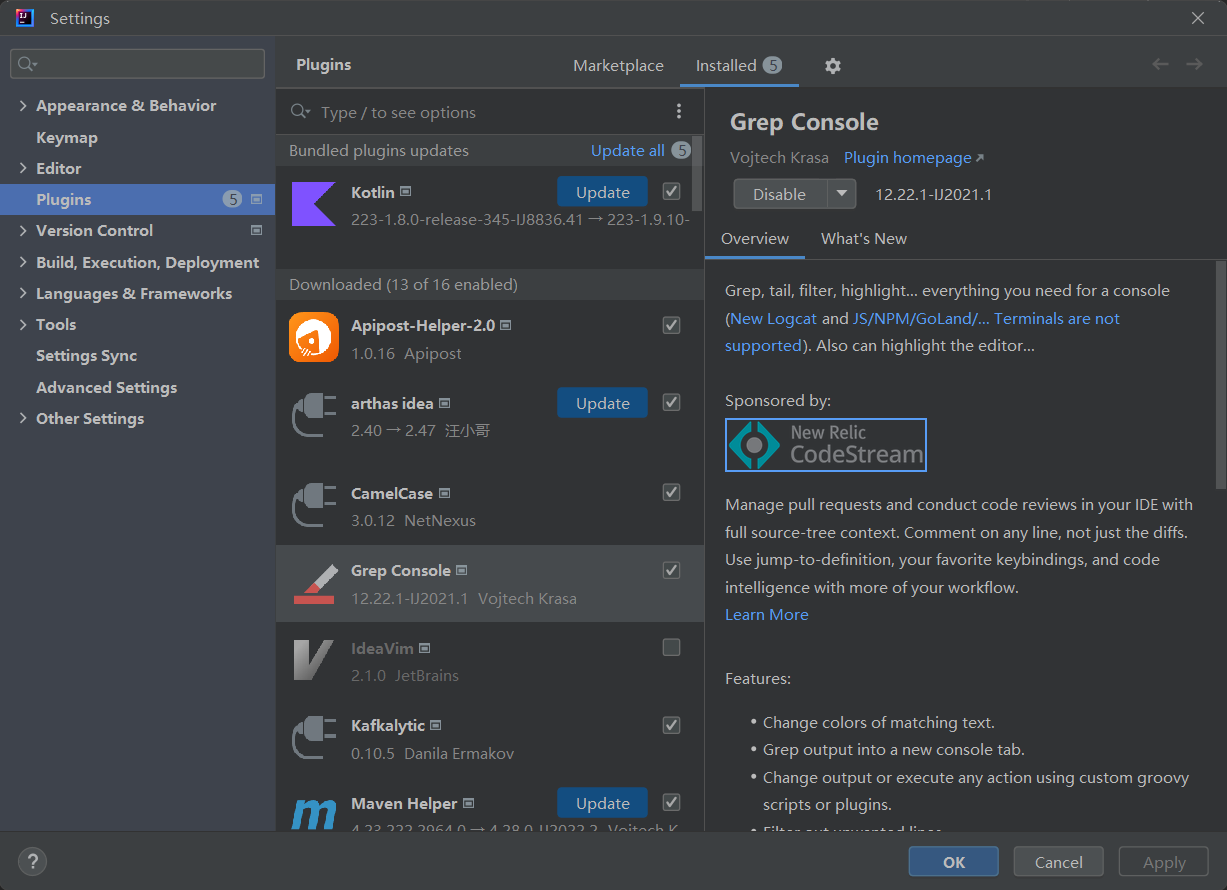 Settings
Plugins
Marketplace
Installed 5
Appearance & Behavior
Keymap
Editor
Plugins 5
Version Control
Build, Execution, Deployment
Languages & Frameworks
Tools
Settings Sync
Advanced Settings
Other Settings
Type / to see options
Bundled plugins updates Update all 5
Kotlin Update
223-1.8.0-release-345-IJ8836.41 → 223-1.9.10-
Downloaded (13 of 16 enabled)
Apipost-Helper-2.0
1.0.16 Apipost
arthas idea Update
2.40 → 2.47 汪小哥
CamelCase
3.0.12 NetNexus
Grep Console
12.22.1-IJ2021.1 Vojtech Krasa
IdeaVim
2.1.0 JetBrains
Kafkalytic
0.10.5 Danila Ermakov
Maven Helper Update
4.23.222.2964.0 → 4.28.0-IJ2022.2 Vojtech K
Grep Console
Vojtech Krasa Plugin homepage ↗
Disable 12.22.1-IJ2021.1
Overview What's New
Grep, tail, filter, highlight... everything you need for a console
(New Logcat and JS/NPM/GoLand/... Terminals are not
supported). Also can highlight the editor...
Sponsored by:
New Relic
CodeStream
Manage pull requests and conduct code reviews in your IDE with
full source-tree context. Comment on any line, not just the diffs.
Use jump-to-definition, your favorite keybindings, and code
intelligence with more of your workflow.
Learn More
Features:
• Change colors of matching text.
• Grep output into a new console tab.
• Change output or execute any action using custom groovy
scripts or plugins.
• Filter out unwanted lines.
?
OK
Cancel
Apply